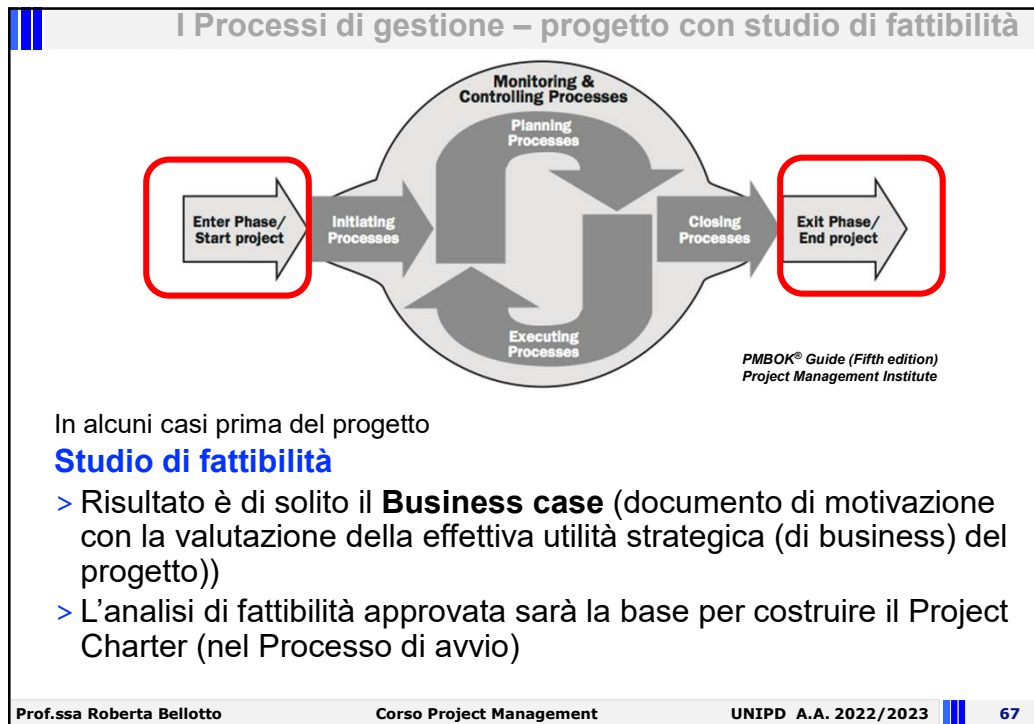 I Processi di gestione – progetto con studio di fattibilità
Monitoring &
Controlling Processes
Planning
Processes
Enter Phase/
Start project
Initiating
Processes
Closing
Processes
Exit Phase/
End project
Executing
Processes
PMBOK® Guide (Fifth edition)
Project Management Institute
In alcuni casi prima del progetto
Studio di fattibilità
> Risultato è di solito il Business case (documento di motivazione
con la valutazione della effettiva utilità strategica (di business) del
progetto))
> L'analisi di fattibilità approvata sarà la base per costruire il Project
Charter (nel Processo di avvio)
Prof.ssa Roberta Bellotto Corso Project Management UNIPD A.A. 2022/2023 67